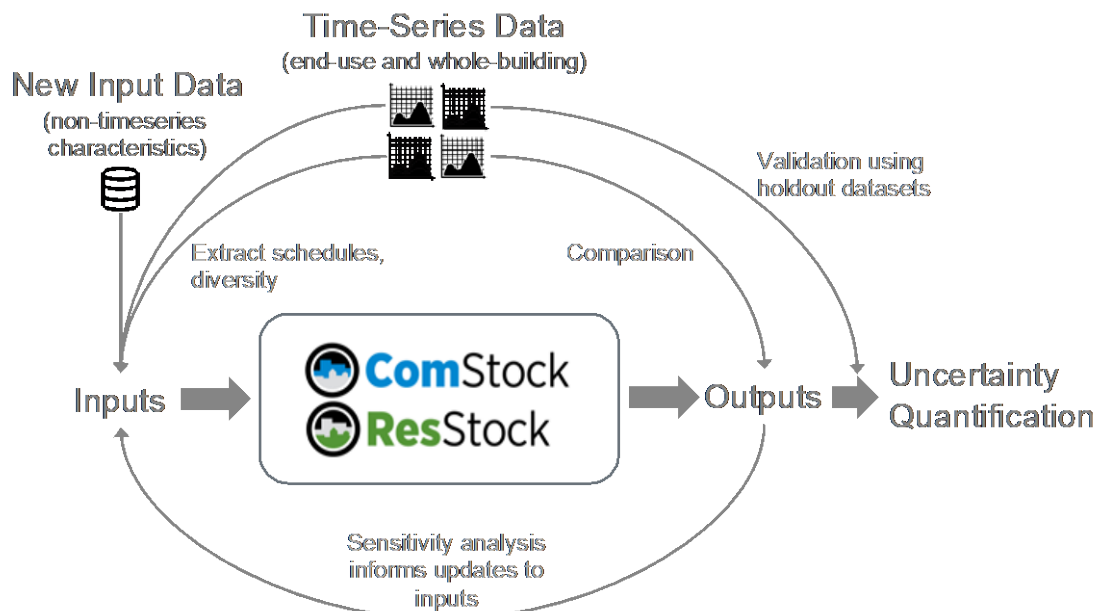 Time-Series Data
(end-use and whole-building)
New Input Data
(non-timeseries
characteristics)
Validation using
holdout datasets
Extract schedules,
diversity
Comparison
ComStock
ResStock
Inputs
Outputs
Uncertainty
Quantification
Sensitivity analysis
informs updates to
inputs